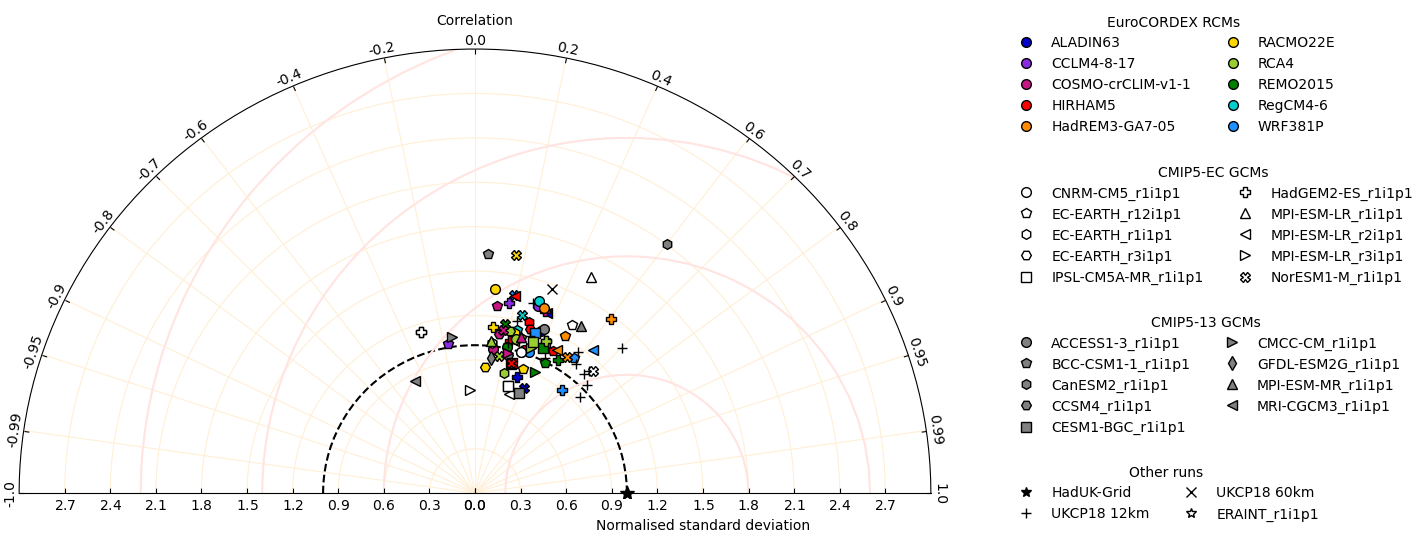 Correlation
-1.0
-0.99
-0.95
-0.9
-0.8
-0.7
-0.6
-0.4
-0.2
0.0
0.2
0.4
0.6
0.7
0.8
0.9
0.95
0.99
1.0
2.7 2.4 2.1 1.8 1.5 1.2 0.9 0.6 0.3 0.0 0.3 0.6 0.9 1.2 1.5 1.8 2.1 2.4 2.7
Normalised standard deviation
EuroCORDEX RCMs
ALADIN63 RACMO22E
CCLM4-8-17 RCA4
COSMO-crCLIM-v1-1 REMO2015
HIRHAM5 RegCM4-6
HadREM3-GA7-05 WRF381P
CMIP5-EC GCMs
CNRM-CM5_r1i1p1 HadGEM2-ES_r1i1p1
EC-EARTH_r12i1p1 MPI-ESM-LR_r1i1p1
EC-EARTH_r1i1p1 MPI-ESM-LR_r2i1p1
EC-EARTH_r3i1p1 MPI-ESM-LR_r3i1p1
IPSL-CM5A-MR_r1i1p1 NorESM1-M_r1i1p1
CMIP5-13 GCMs
ACCESS1-3_r1i1p1 CMCC-CM_r1i1p1
BCC-CSM1-1_r1i1p1 GFDL-ESM2G_r1i1p1
CanESM2_r1i1p1 MPI-ESM-MR_r1i1p1
CCSM4_r1i1p1 MRI-CGCM3_r1i1p1
CESM1-BGC_r1i1p1
Other runs
HadUK-Grid UKCP18 60km
UKCP18 12km ERAINT_r1i1p1